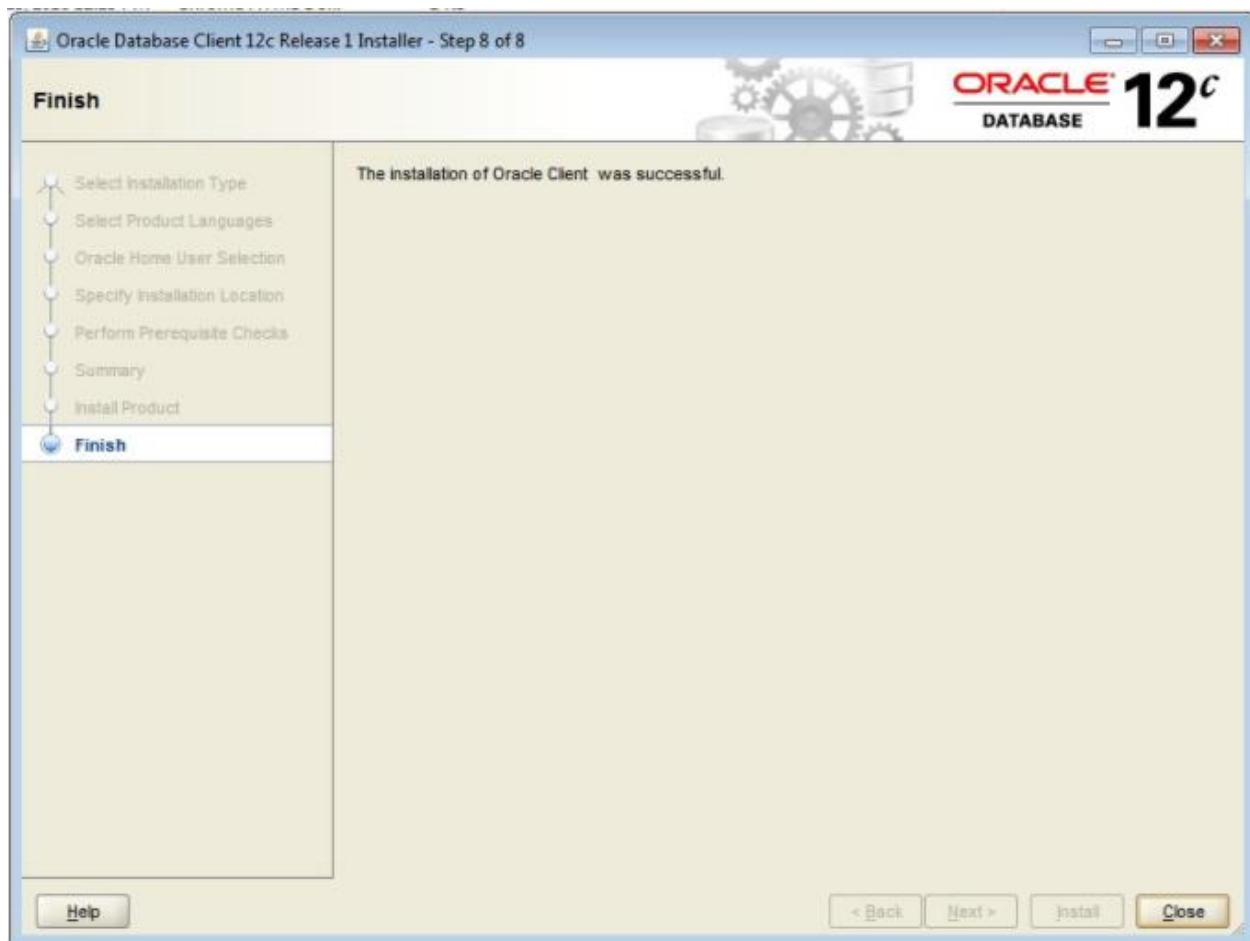 Oracle Database Client 12c Release 1 Installer - Step 8 of 8
Finish
ORACLE
DATABASE
12c
Select Installation Type
Select Product Languages
Oracle Home User Selection
Specify Installation Location
Perform Prerequisite Checks
Summary
Install Product
Finish
The installation of Oracle Client was successful.
Help
< Back
Next >
Install
Close